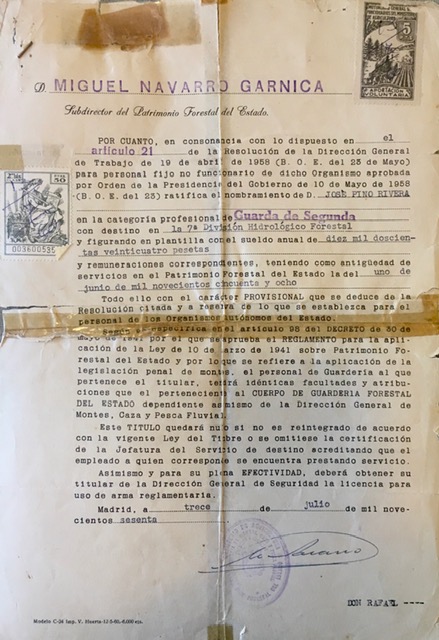 D. MIGUEL NAVARRO GARNICA
Subdirector del Patrimonio Forestal del Estado.
POR CUANTO, en consonancia con lo dispuesto en el
artículo 21 de la Resolución de la Dirección General
de Trabajo de 19 de abril de 1958 (B. O. E. del 23 de Mayo)
para personal fijo no funcionario de dicho Organismo aprobada
por Orden de la Presidencia del Gobierno de 10 de Mayo de 1958
(B. O. E. del 23) ratifica el nombramiento de D. JOSE PINO RIVERA
en la categoría profesional de Guarda de Segunda
con destino en la 7ª División Hidrológico Forestal
y figurando en plantilla con el sueldo anual de diez mil doscien-
tas veinticuatro pesetas
y remuneraciones correspondientes, teniendo como antigüedad de
servicios en el Patrimonio Forestal del Estado la del uno de
junio de mil novecientos cincuenta y ocho
Todo ello con el carácter PROVISIONAL que se deduce de la
Resolución citada y a reserva de lo que se establezca para el
personal de los Organismos autónomos del Estado.
especifica en el artículo 98 del DECRETO de 30 de
mayo de 1941 por el que se aprueba el REGLAMENTO para la apli-
cación de la Ley de 10 de marzo de 1941 sobre Patrimonio Fo-
restal del Estado y por lo que se refiere a la aplicación de la
legislación penal de montes, el personal de Guardería al que
pertenece el titular, tendrá idénticas facultades y atribu-
ciones que el perteneciente al CUERPO DE GUARDERIA FORESTAL
DEL ESTADO dependiente asimismo de la Dirección General de
Montes, Caza y Pesca Fluvial.
Este TITULO quedará nulo si no es reintegrado de acuerdo
con la vigente Ley del Timbre o se omitiese la certificación
de la Jefatura del Servicio de destino acreditando que el
empleado a quien corresponde se encuentra prestando servicio.
Asimismo y para su plena EFECTIVIDAD, deberá obtener su
titular de la Dirección General de Seguridad la licencia para
uso de arma reglamentaria.
Madrid, a trece de julio de mil nove-
cientos sesenta
DON RAFAEL
Modelo C-24 Imp. V. Huerta-12-5-60.-6.000 ejs.
5
APORTACION
VOLUNTARIA